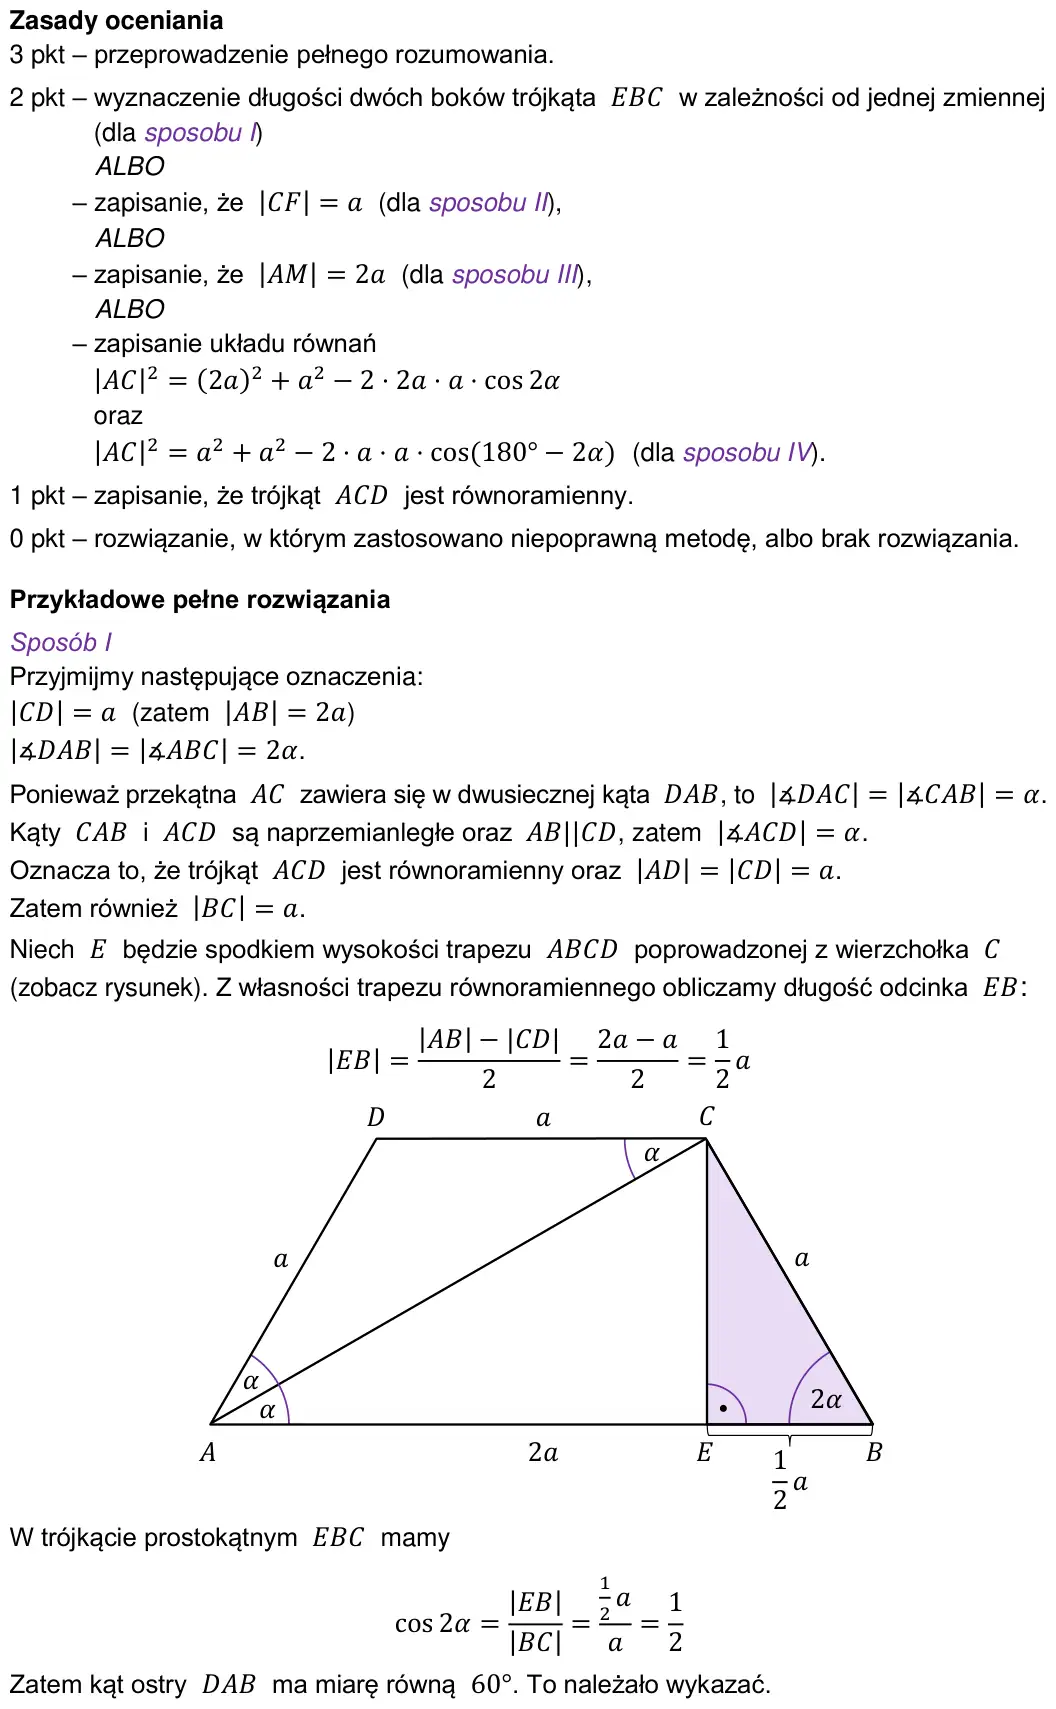 Zasady oceniania
3 pkt – przeprowadzenie pełnego rozumowania.
2 pkt – wyznaczenie długości dwóch boków trójkąta EBC w zależności od jednej zmiennej
(dla sposobu I)
ALBO
– zapisanie, że |CF| = a (dla sposobu II),
ALBO
– zapisanie, że |AM| = 2a (dla sposobu III),
ALBO
– zapisanie układu równań
|AC|² = (2a)² + a² − 2 · 2a · a · cos 2α
oraz
|AC|² = a² + a² − 2 · a · a · cos(180° − 2α) (dla sposobu IV).
1 pkt – zapisanie, że trójkąt ACD jest równoramienny.
0 pkt – rozwiązanie, w którym zastosowano niepoprawną metodę, albo brak rozwiązania.
Przykładowe pełne rozwiązania
Sposób I
Przyjmijmy następujące oznaczenia:
|CD| = a (zatem |AB| = 2a)
|∡DAB| = |∡ABC| = 2α.
Ponieważ przekątna AC zawiera się w dwusiecznej kąta DAB, to |∡DAC| = |∡CAB| = α.
Kąty CAB i ACD są naprzemianległe oraz AB||CD, zatem |∡ACD| = α.
Oznacza to, że trójkąt ACD jest równoramienny oraz |AD| = |CD| = a.
Zatem również |BC| = a.
Niech E będzie spodkiem wysokości trapezu ABCD poprowadzonej z wierzchołka C
(zobacz rysunek). Z własności trapezu równoramiennego obliczamy długość odcinka EB:
|EB| = (|AB| − |CD|)/2 = (2a − a)/2 = 1/2 a
D a C
α
a a
α
α 2α
A 2a E B
1/2 a
W trójkącie prostokątnym EBC mamy
cos 2α = |EB|/|BC| = (1/2 a)/a = 1/2
Zatem kąt ostry DAB ma miarę równą 60°. To należało wykazać.